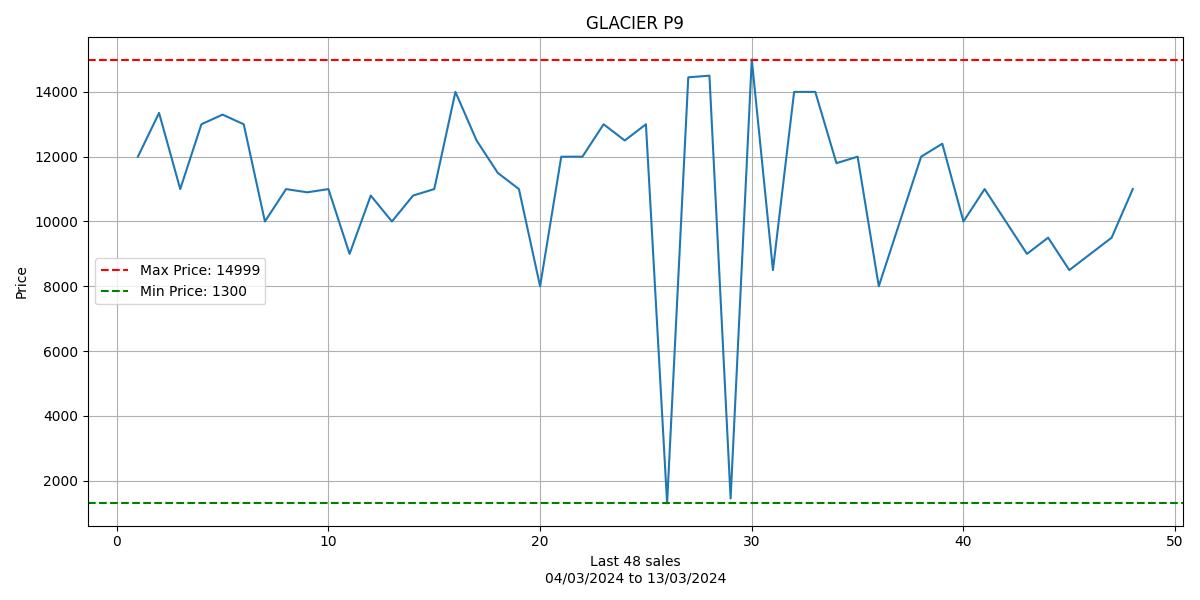 GLACIER P9
Price
14000
12000
10000
8000
6000
4000
2000
Max Price: 14999
Min Price: 1300
0 10 20 30 40 50
Last 48 sales
04/03/2024 to 13/03/2024